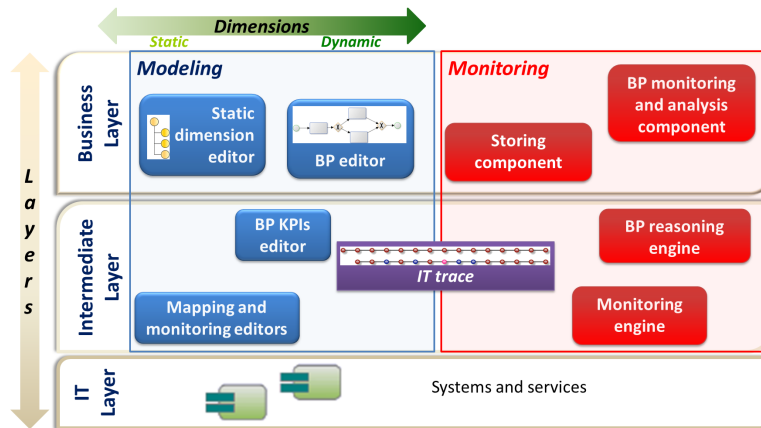 Dimensions
Static
Dynamic
Layers
Business
Layer
Modeling
Static
dimension
editor
BP editor
Monitoring
Storing
component
BP monitoring
and analysis
component
Intermediate
Layer
BP KPIs
editor
IT trace
Mapping and
monitoring editors
BP reasoning
engine
Monitoring
engine
IT
Layer
Systems and services